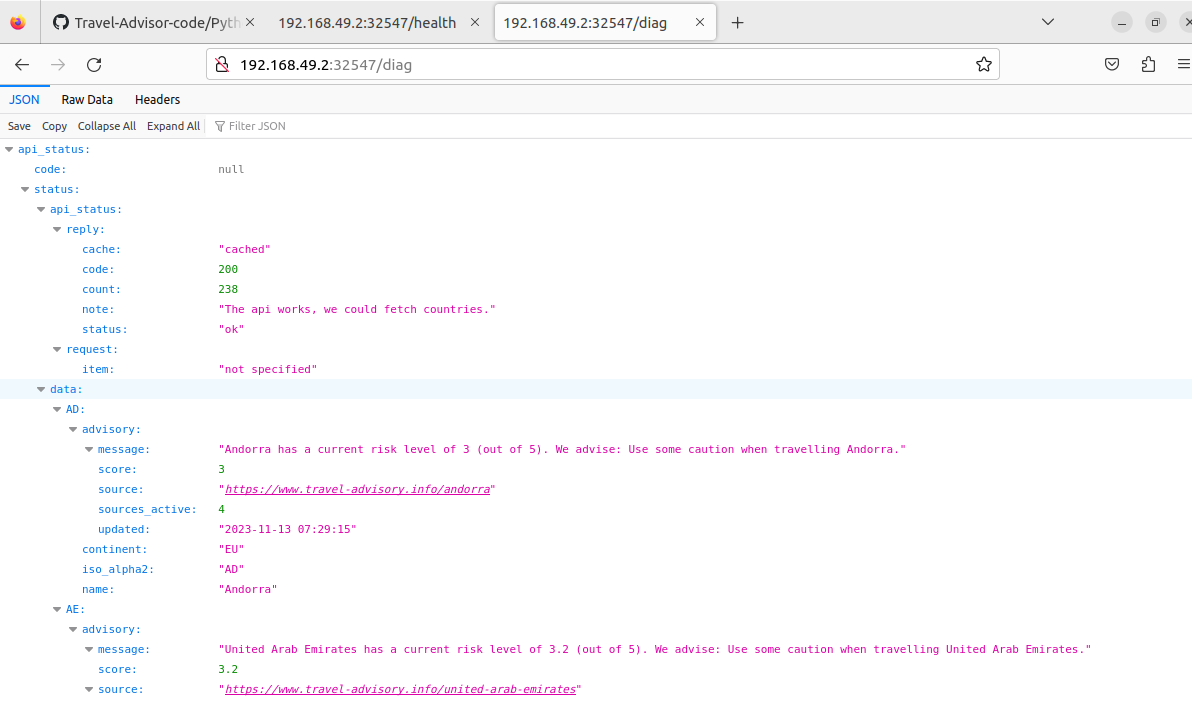 Travel-Advisor-code/Pyth
192.168.49.2:32547/health
192.168.49.2:32547/diag
192.168.49.2:32547/diag
JSON Raw Data Headers
Save Copy Collapse All Expand All Filter JSON
api_status:
code: null
status:
api_status:
reply:
cache: "cached"
code: 200
count: 238
note: "The api works, we could fetch countries."
status: "ok"
request:
item: "not specified"
data:
AD:
advisory:
message: "Andorra has a current risk level of 3 (out of 5). We advise: Use some caution when travelling Andorra."
score: 3
source: "https://www.travel-advisory.info/andorra"
sources_active: 4
updated: "2023-11-13 07:29:15"
continent: "EU"
iso_alpha2: "AD"
name: "Andorra"
AE:
advisory:
message: "United Arab Emirates has a current risk level of 3.2 (out of 5). We advise: Use some caution when travelling United Arab Emirates."
score: 3.2
source: "https://www.travel-advisory.info/united-arab-emirates"